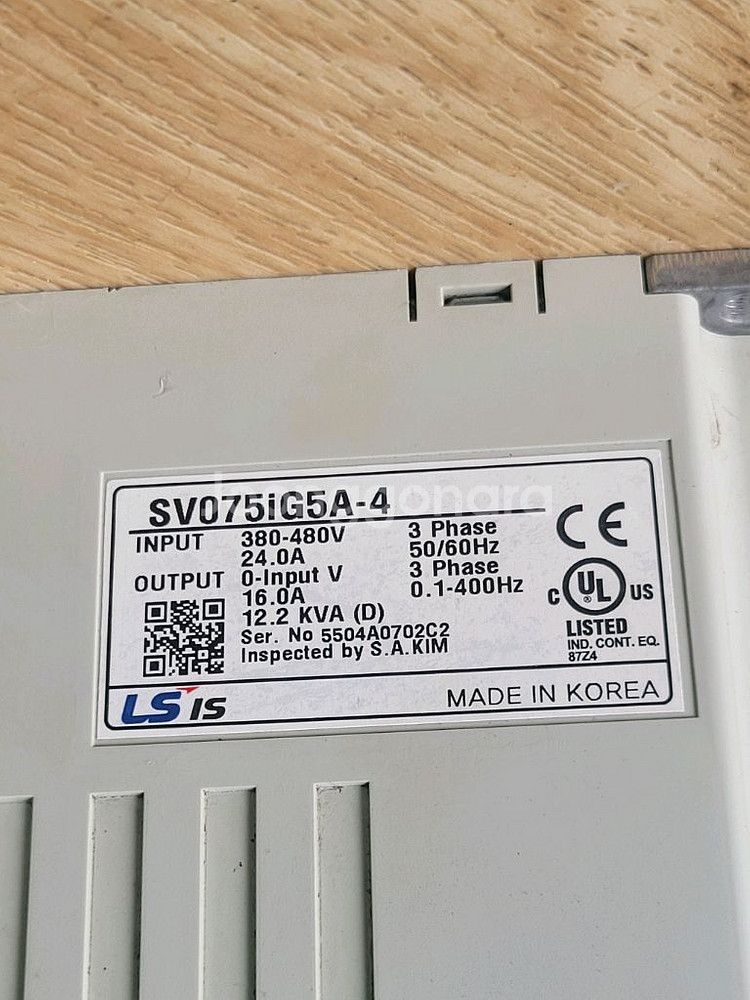 SV075iG5A-4
INPUT 380-480V 3 Phase
24.0A 50/60Hz
OUTPUT 0-Input V 3 Phase
16.0A 0.1-400Hz
12.2 KVA (D)
Ser. No 5504A0702C2
Inspected by S.A.KIM
CE
C UL ® US
LISTED
IND. CONT. EQ.
87Z4
LS IS
MADE IN KOREA
joonggonara